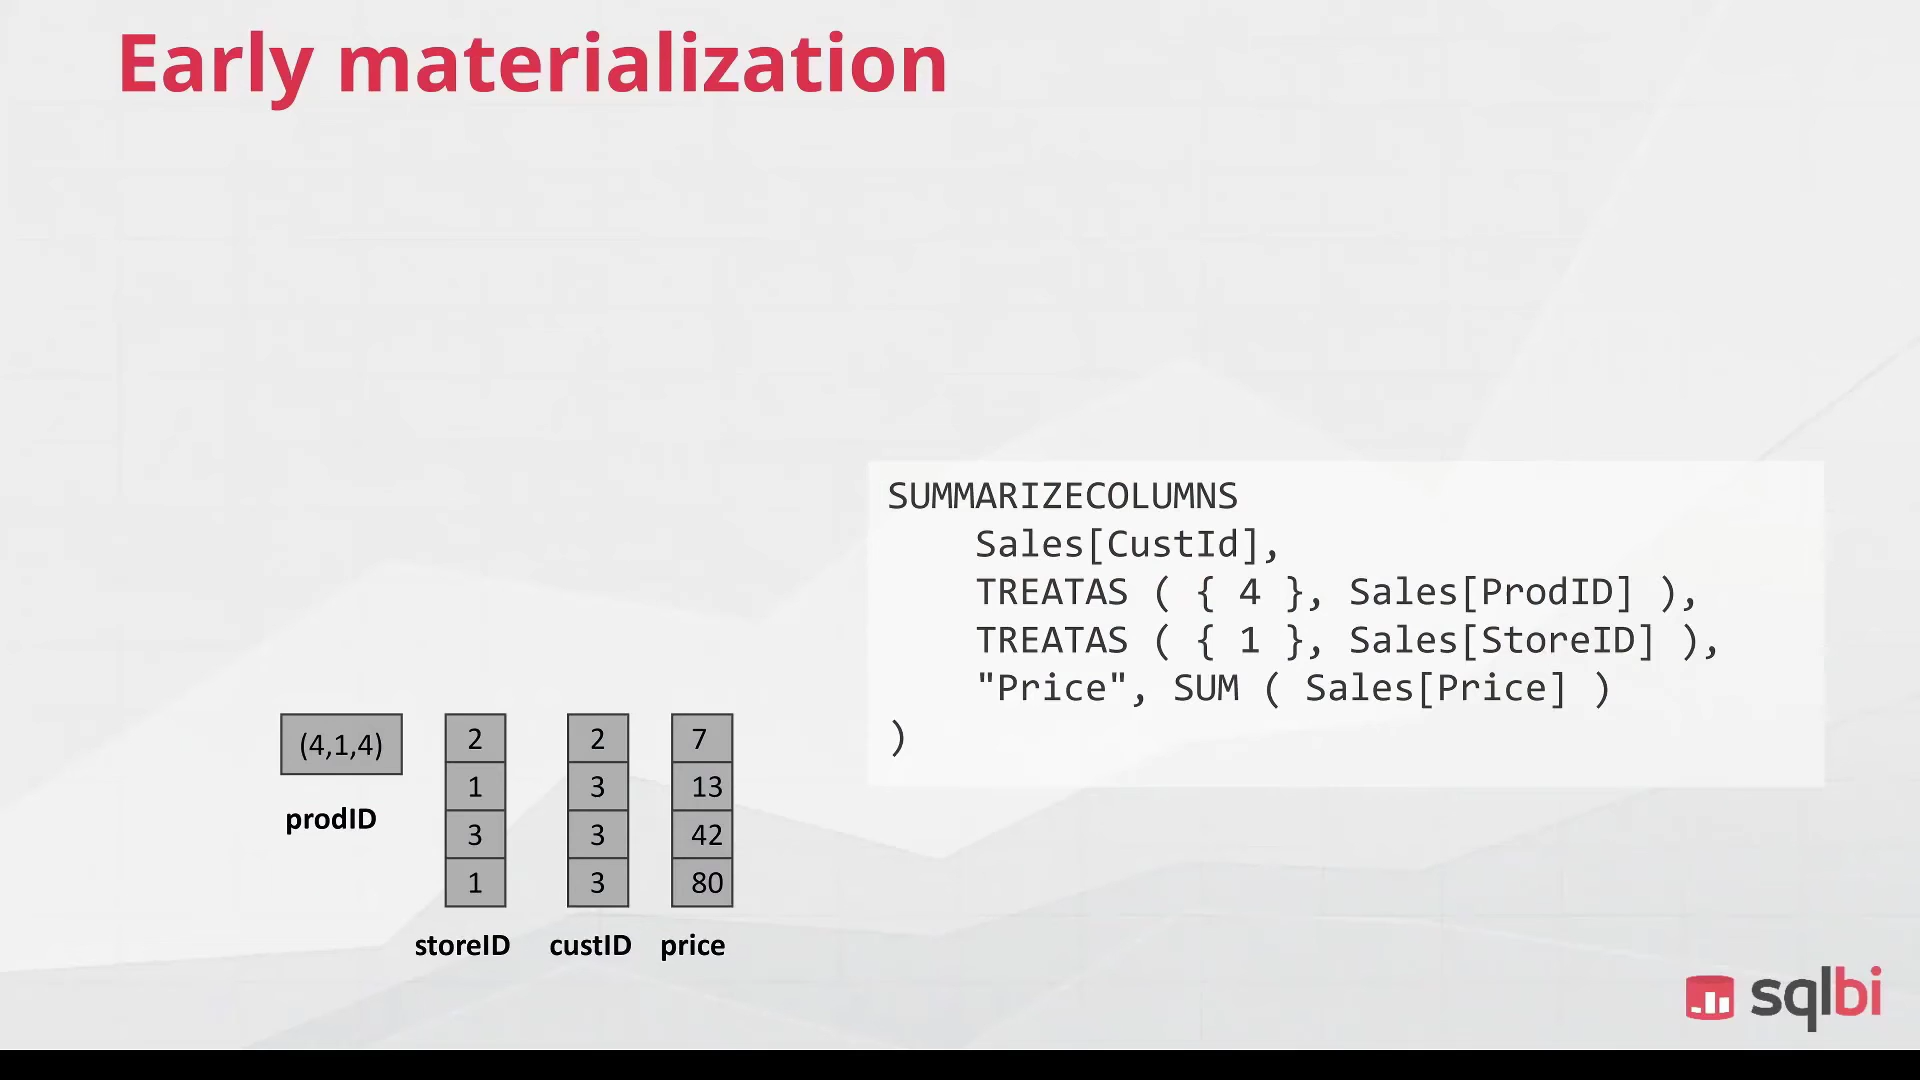 Early materialization
SUMMARIZECOLUMNS
Sales[CustId],
TREATAS ( { 4 }, Sales[ProdID] ),
TREATAS ( { 1 }, Sales[StoreID] ),
"Price", SUM ( Sales[Price] )
)
(4,1,4) 2 2 7
1 3 13
3 3 42
1 3 80
prodID
storeID custID price
sqlbi